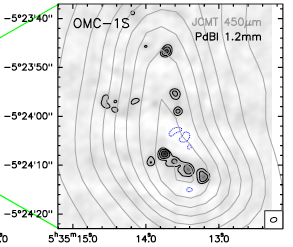 OMC-1S
JCMT 450μm
PdBI 1.2mm
−5°23′40″
−5°23′50″
−5°24′00″
−5°24′10″
−5°24′20″
5ʰ35ᵐ15.ˢ0 14.0 13.0